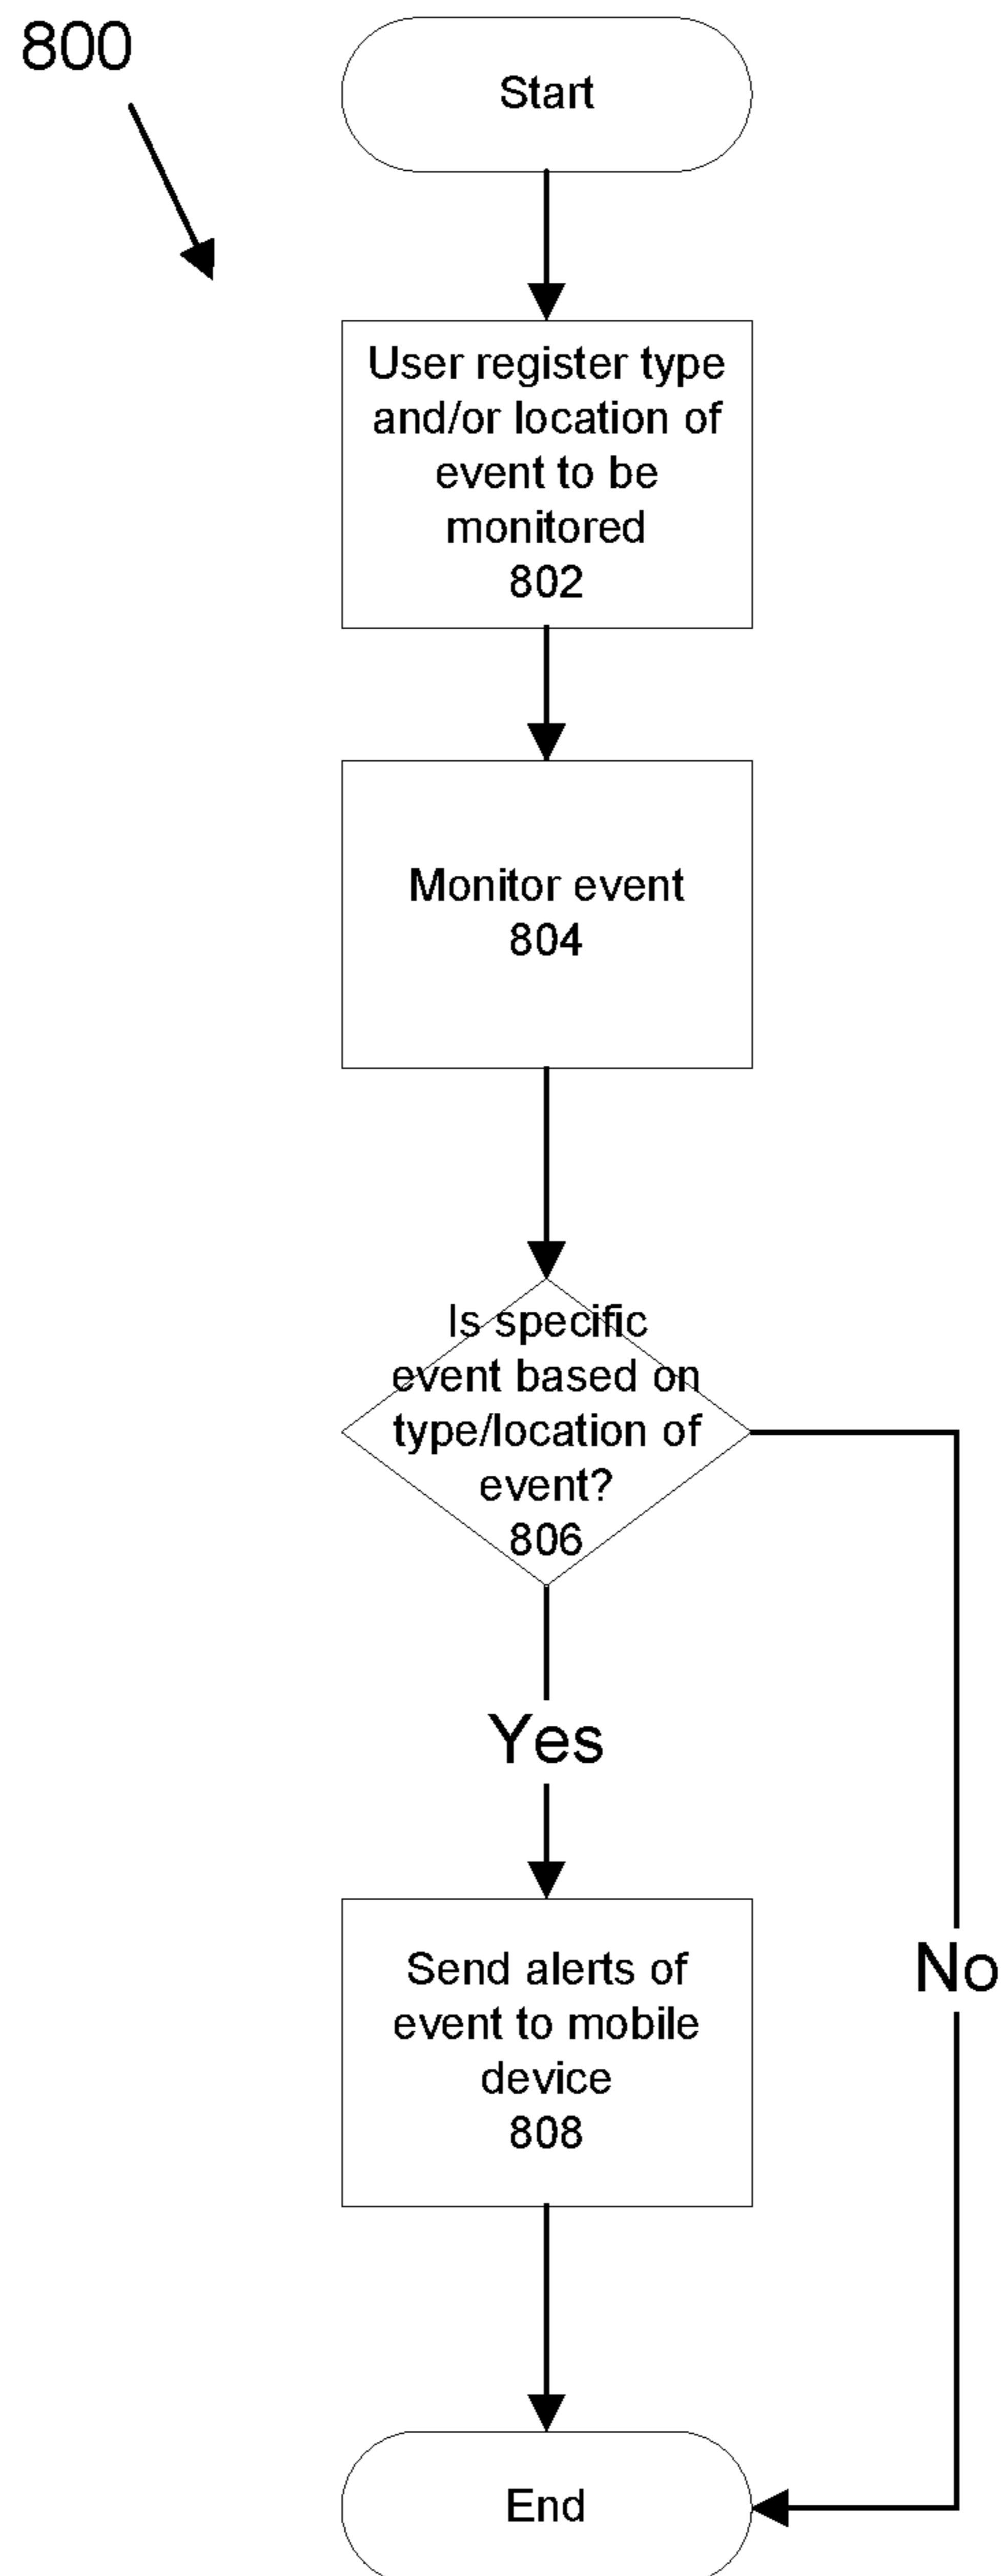 800
Start
User register type
and/or location of
event to be
monitored
802
Monitor event
804
Is specific
event based on
type/location of
event?
806
Yes
Send alerts of
event to mobile
device
808
No
End